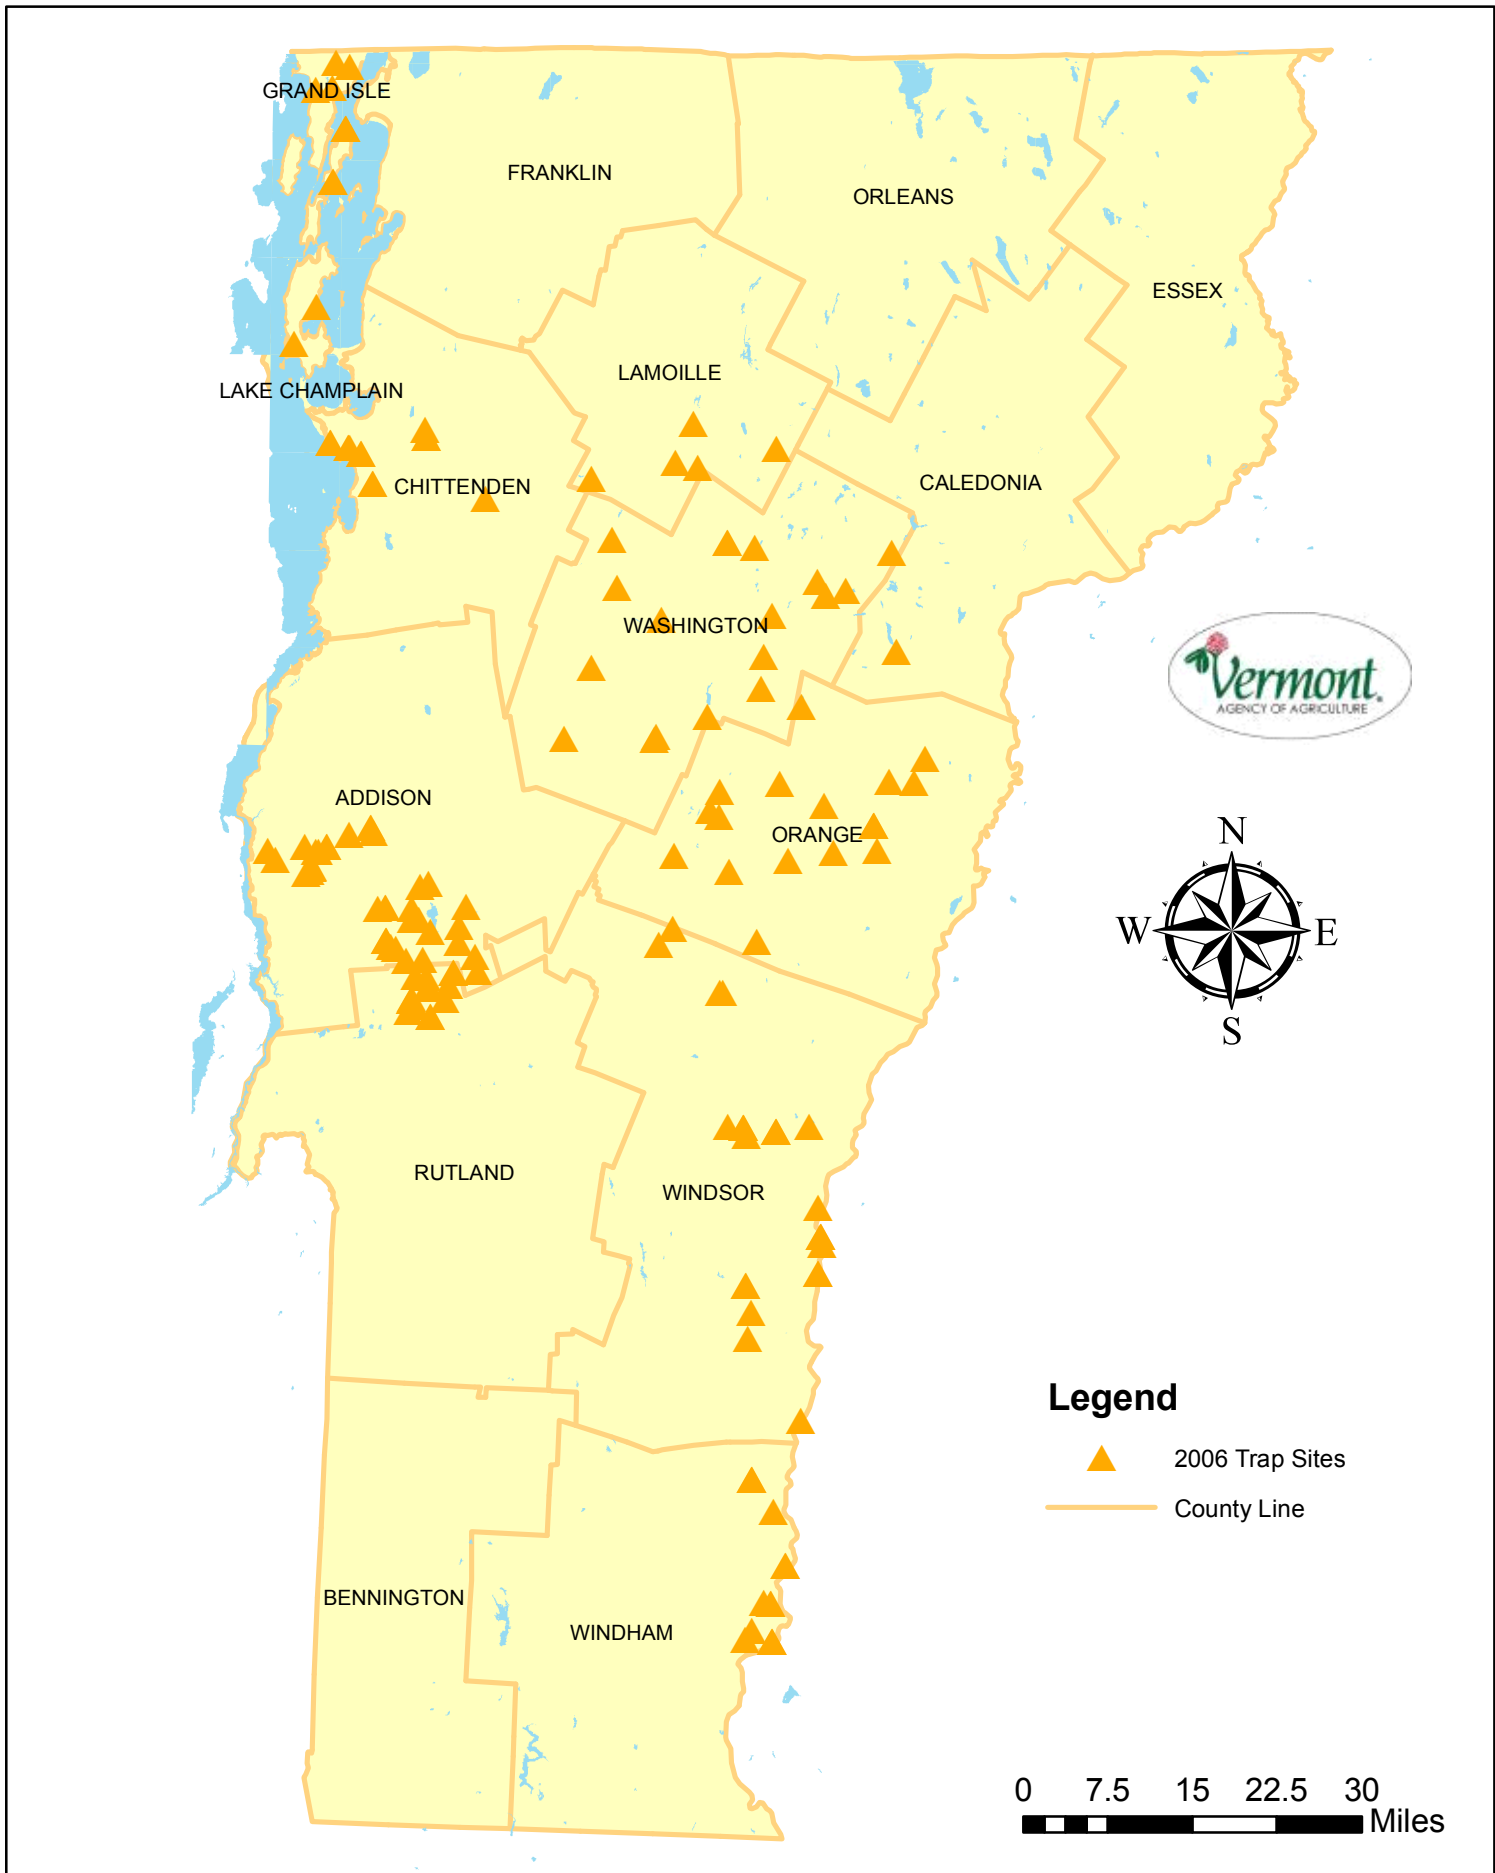 GRAND ISLE
FRANKLIN
ORLEANS
ESSEX
LAMOILLE
LAKE CHAMPLAIN
CALEDONIA
CHITTENDEN
WASHINGTON
Vermont
AGENCY OF AGRICULTURE
ADDISON
ORANGE
N
W
E
S
RUTLAND
WINDSOR
Legend
2006 Trap Sites
County Line
BENNINGTON
WINDHAM
0 7.5 15 22.5 30
Miles